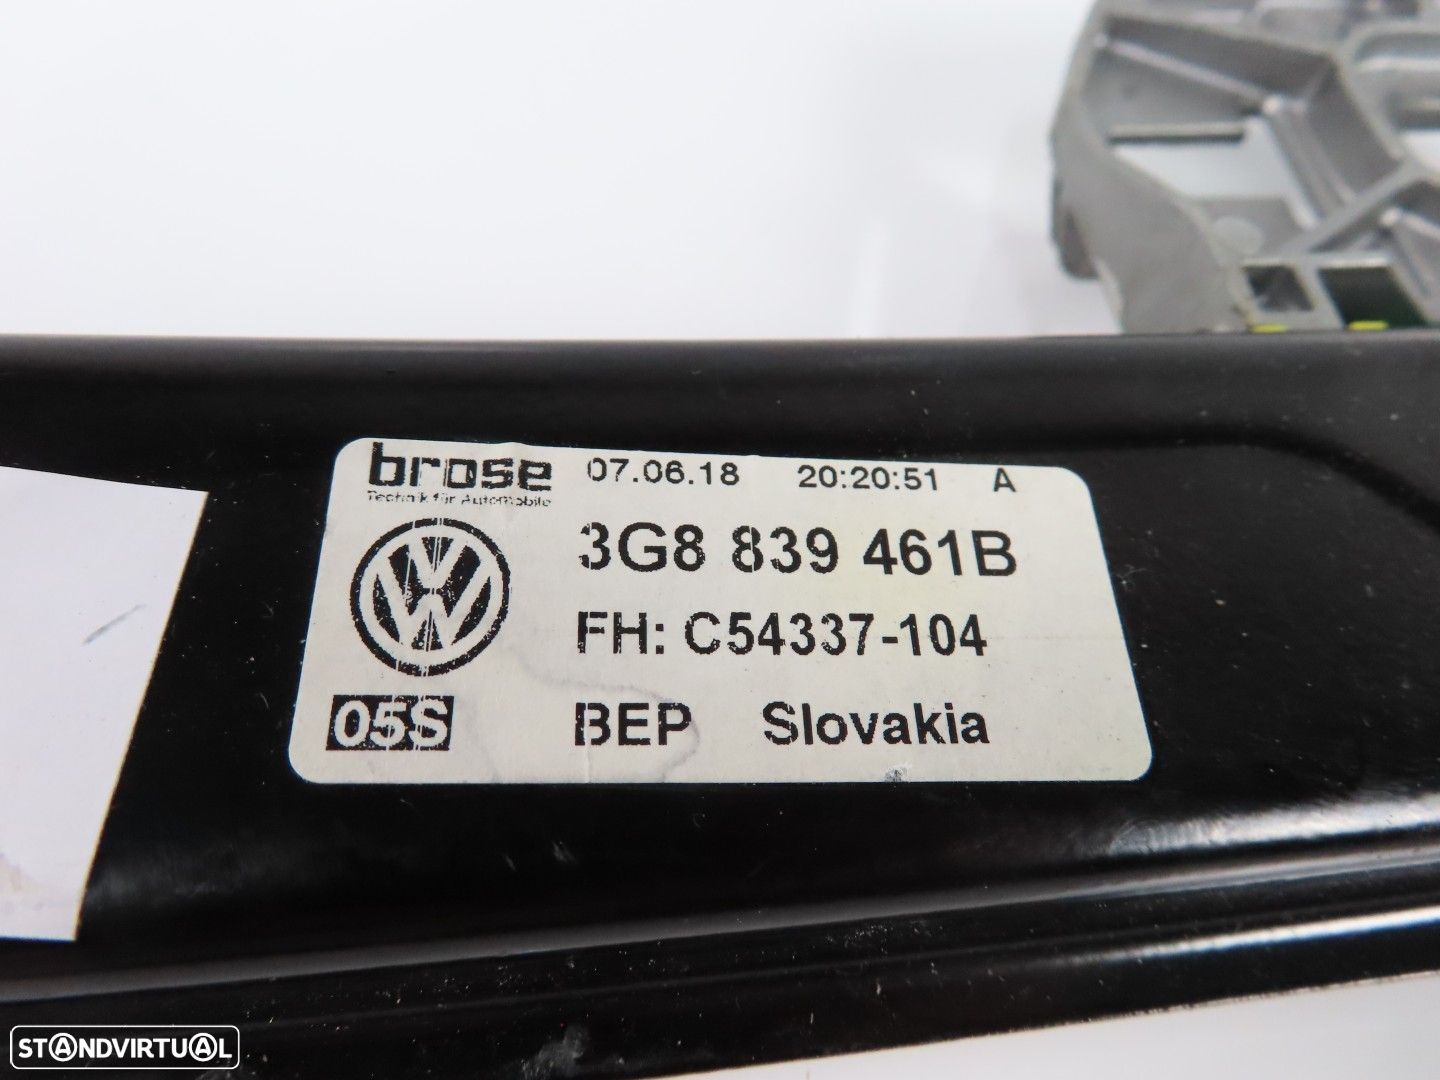 brose 07.06.18 20:20:51 A
Technik für Automobile
3G8 839 461B
FH: C54337-104
05S BEP Slovakia
STANDVIRTUAL